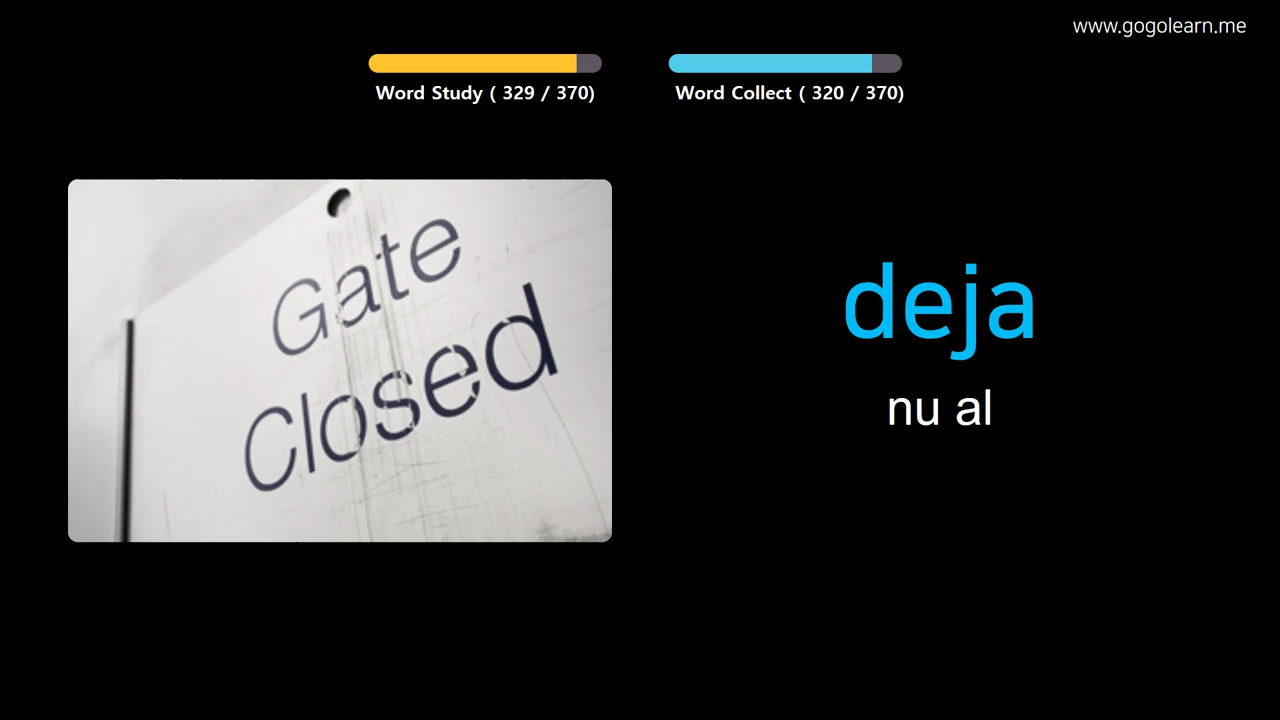 www.gogolearn.me
Word Study ( 329 / 370)
Word Collect ( 320 / 370)
Gate
Closed
deja
nu al